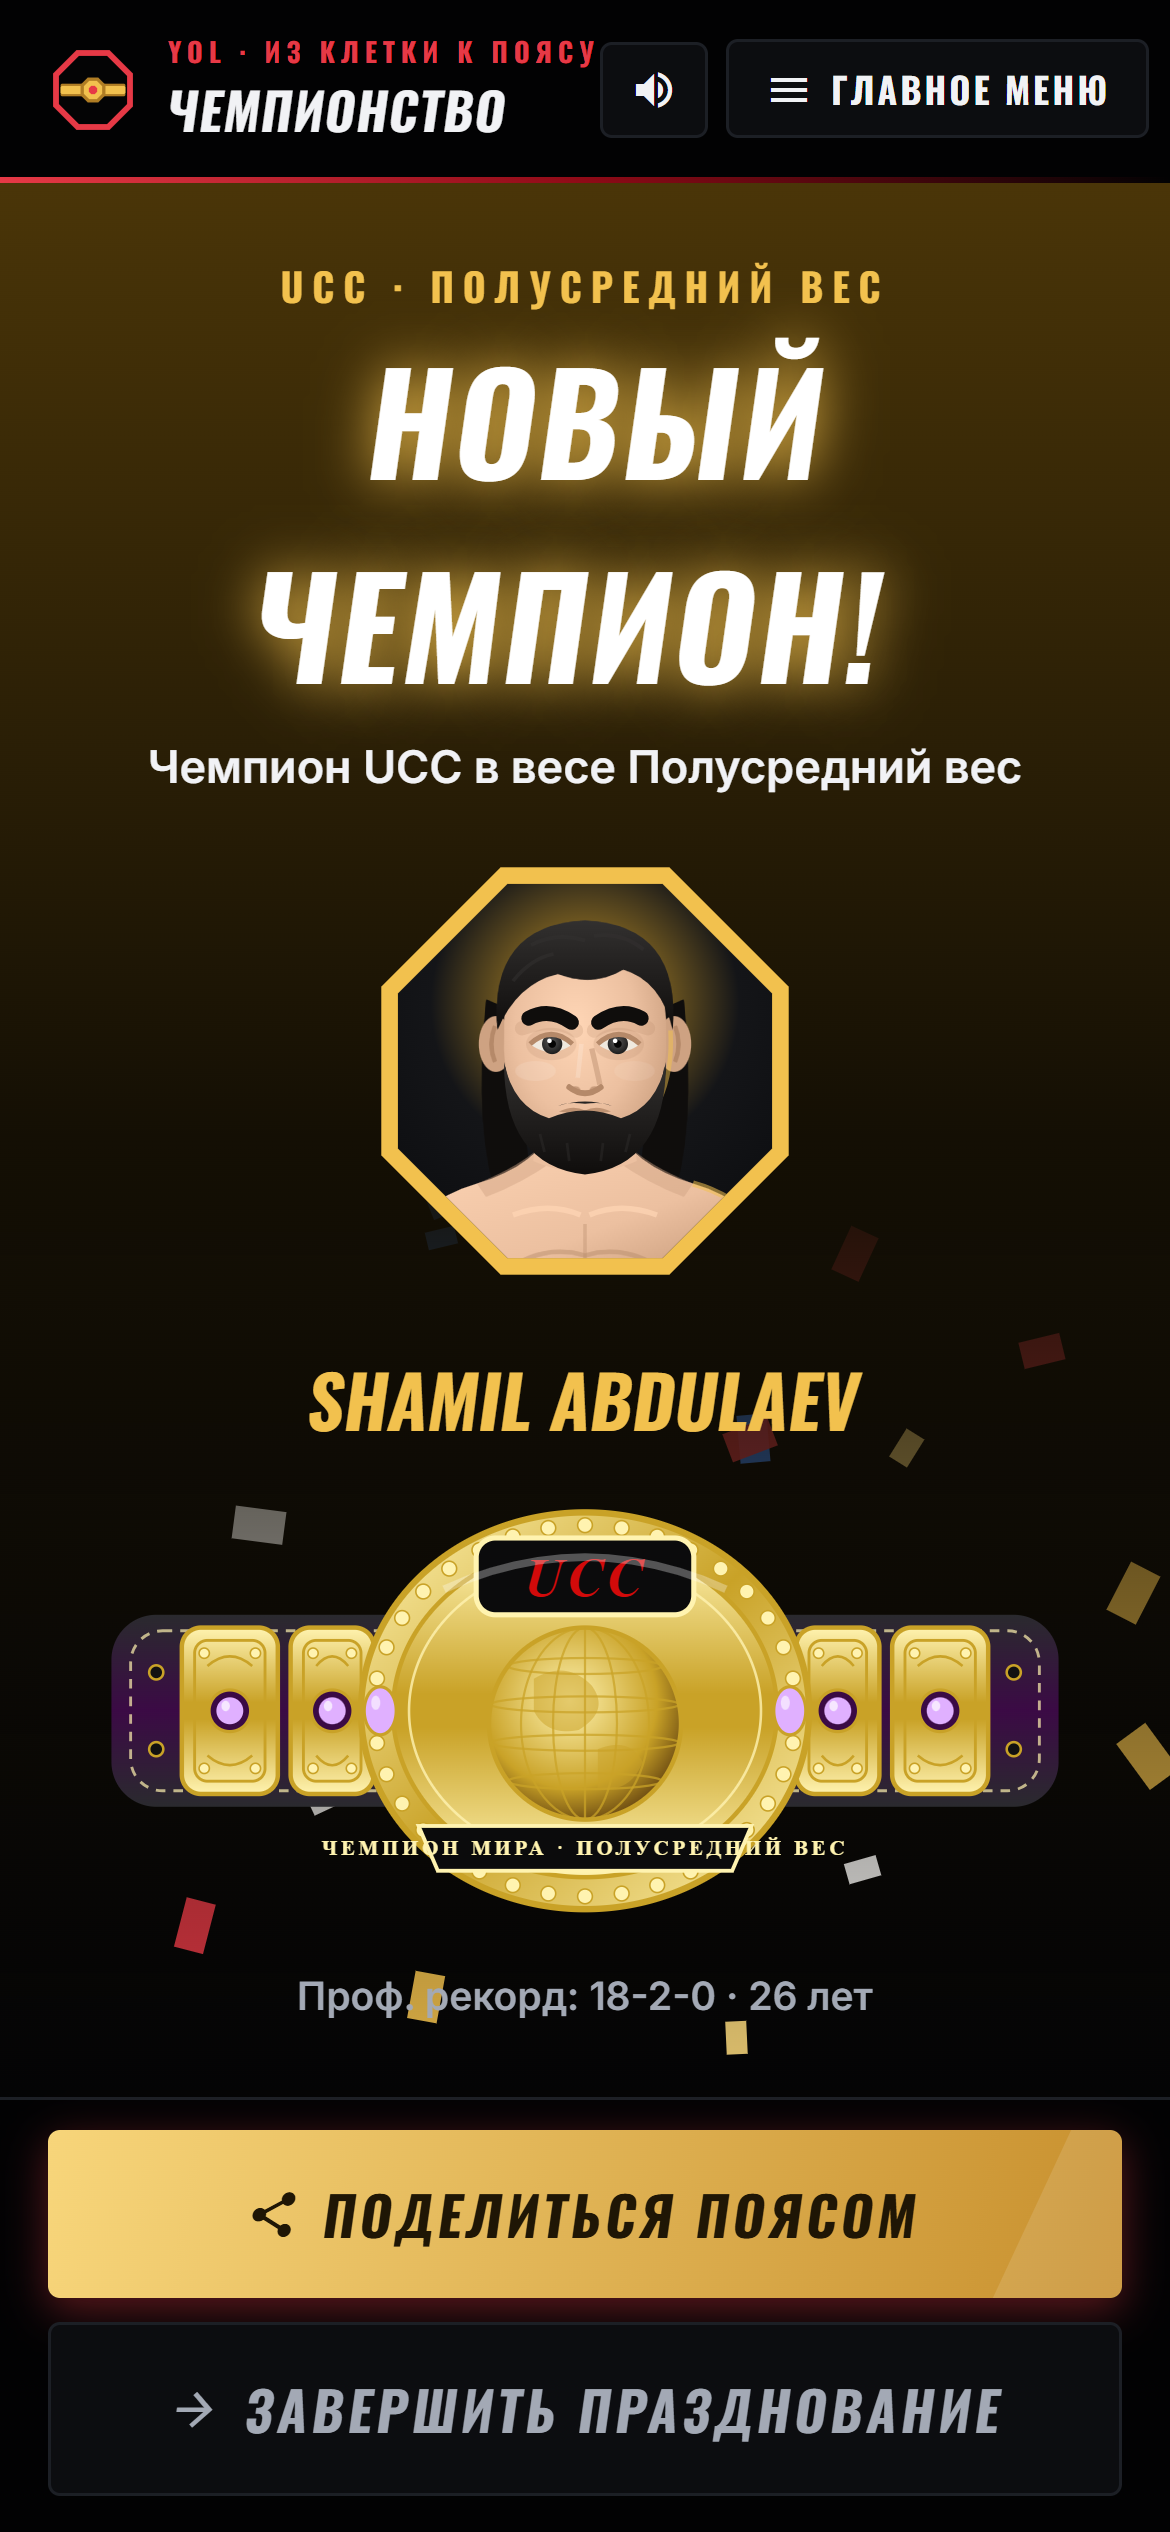 YOL · ИЗ КЛЕТКИ К ПОЯСУ
ЧЕМПИОНСТВО
ГЛАВНОЕ МЕНЮ
UCC · ПОЛУСРЕДНИЙ ВЕС
НОВЫЙ
ЧЕМПИОН!
Чемпион UCC в весе Полусредний вес
SHAMIL ABDULAEV
UCC
ЧЕМПИОН МИРА · ПОЛУСРЕДНИЙ ВЕС
Проф. рекорд: 18-2-0 · 26 лет
ПОДЕЛИТЬСЯ ПОЯСОМ
ЗАВЕРШИТЬ ПРАЗДНОВАНИЕ